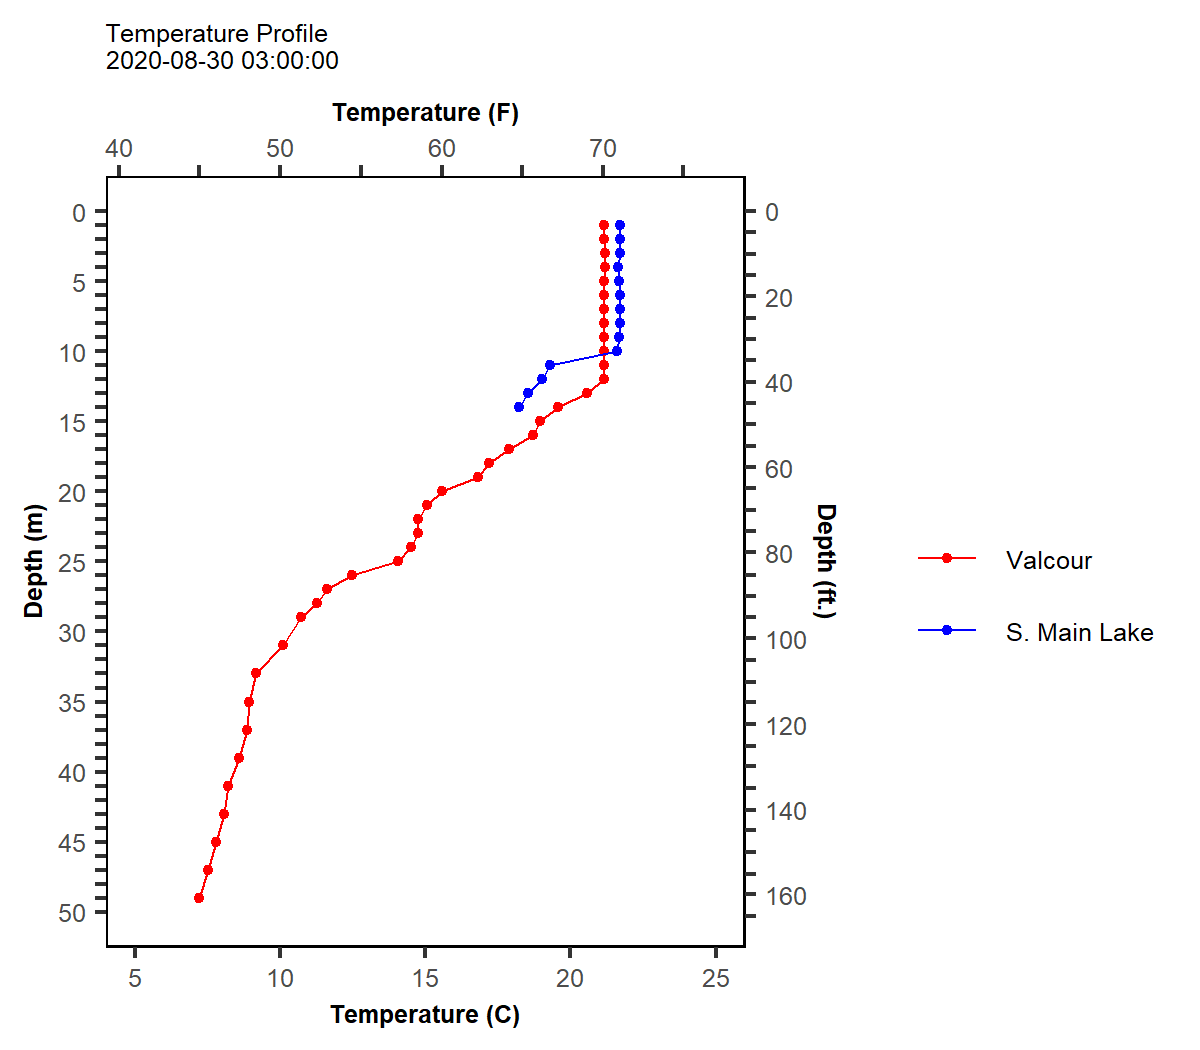 Temperature Profile
2020-08-30 03:00:00
Temperature (F)
40 50 60 70
0
5
10
15
20
25
30
35
40
45
50
Depth (m)
0
20
40
60
80
100
120
140
160
Depth (ft.)
Valcour
S. Main Lake
5 10 15 20 25
Temperature (C)